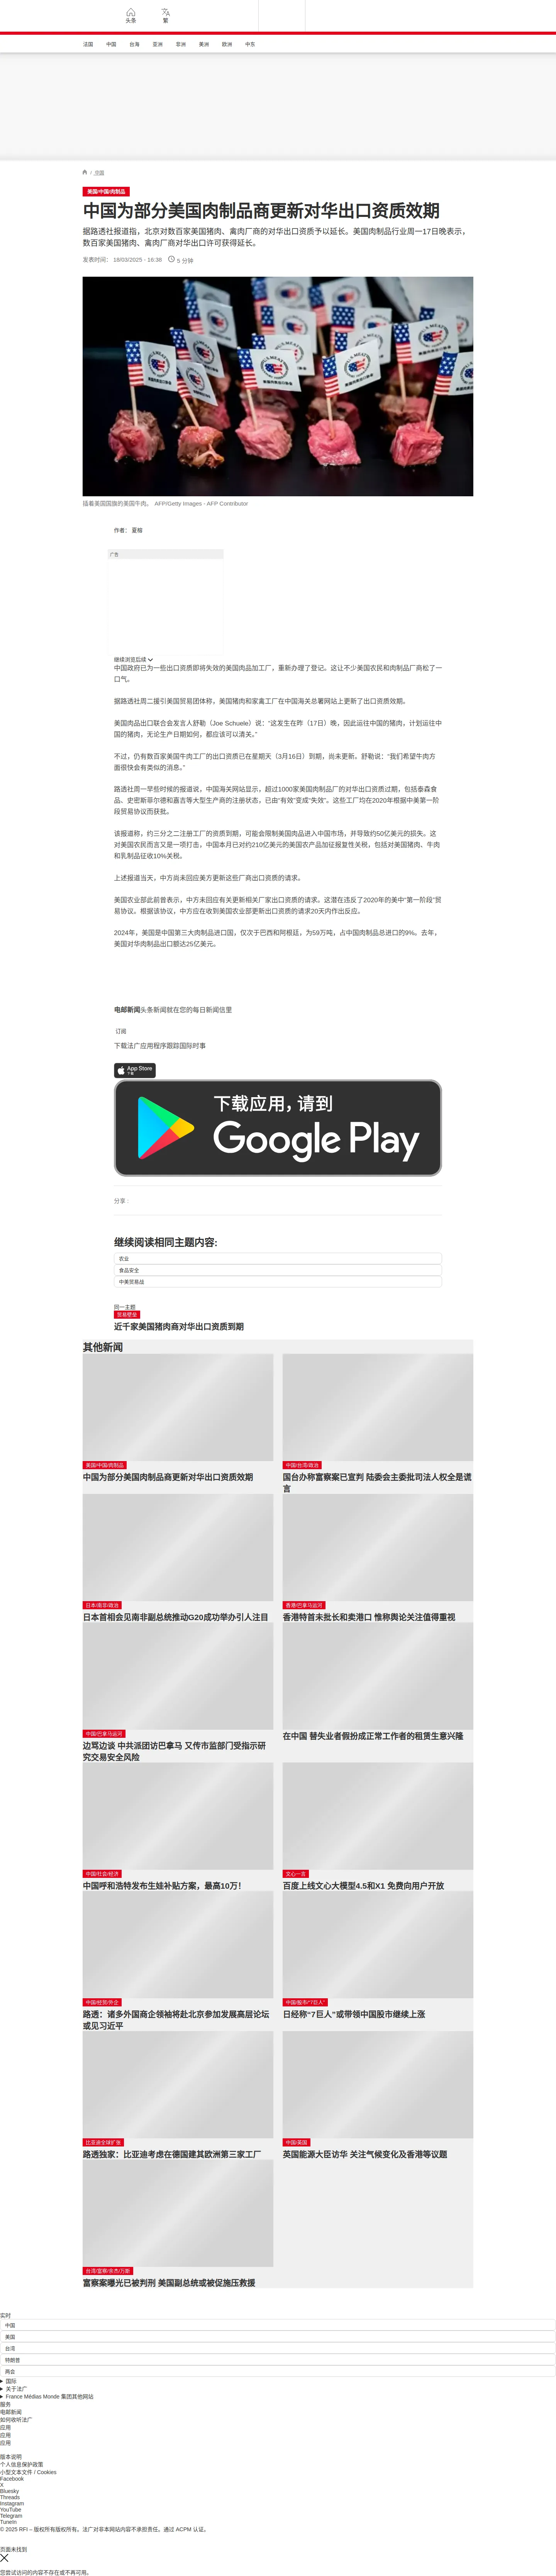 头条
繁
法国
中国
台海
亚洲
非洲
美洲
欧洲
中东
/ 中国
美国/中国/肉制品
中国为部分美国肉制品商更新对华出口资质效期
据路透社报道指，北京对数百家美国猪肉、禽肉厂商的对华出口资质予以延长。美国肉制品行业周一17日晚表示，
数百家美国猪肉、禽肉厂商对华出口许可获得延长。
发表时间： 18/03/2025 - 16:38
5 分钟
插着美国国旗的美国牛肉。 AFP/Getty Images - AFP Contributor
作者： 夏榕
广告
继续浏览后续
中国政府已为一些出口资质即将失效的美国肉品加工厂，重新办理了登记。这让不少美国农民和肉制品厂商松了一
口气。
据路透社周二援引美国贸易团体称，美国猪肉和家禽工厂在中国海关总署网站上更新了出口资质效期。
美国肉品出口联合会发言人舒勒（Joe Schuele）说：“这发生在昨（17日）晚，因此运往中国的猪肉，计划运往中
国的猪肉，无论生产日期如何，都应该可以清关。”
不过，仍有数百家美国牛肉工厂的出口资质已在星期天（3月16日）到期，尚未更新。舒勒说：“我们希望牛肉方
面很快会有类似的消息。”
路透社周一早些时候的报道说，中国海关网站显示，超过1000家美国肉制品厂的对华出口资质过期，包括泰森食
品、史密斯菲尔德和嘉吉等大型生产商的注册状态，已由“有效”变成“失效”。这些工厂均在2020年根据中美第一阶
段贸易协议而获批。
该报道称，约三分之二注册工厂的资质到期，可能会限制美国肉品进入中国市场，并导致约50亿美元的损失。这
对美国农民而言又是一项打击，中国本月已对约210亿美元的美国农产品加征报复性关税，包括对美国猪肉、牛肉
和乳制品征收10%关税。
上述报道当天，中方尚未回应美方更新这些厂商出口资质的请求。
美国农业部此前曾表示，中方未回应有关更新相关厂家出口资质的请求。这潜在违反了2020年的美中“第一阶段”贸
易协议。根据该协议，中方应在收到美国农业部更新出口资质的请求20天内作出反应。
2024年，美国是中国第三大肉制品进口国，仅次于巴西和阿根廷，为59万吨，占中国肉制品总进口的9%。去年，
美国对华肉制品出口额达25亿美元。
电邮新闻头条新闻就在您的每日新闻信里
订阅
下载法广应用程序跟踪国际时事
App Store
下载
下载应用，请到
Google Play
分享 :
继续阅读相同主题内容:
农业
食品安全
中美贸易战
同一主题
贸易壁垒
近千家美国猪肉商对华出口资质到期
其他新闻
美国/中国/肉制品
中国为部分美国肉制品商更新对华出口资质效期
中国/台湾/政治
国台办称富察案已宣判 陆委会主委批司法人权全是谎
言
日本/南非/政治
日本首相会见南非副总统推动G20成功举办引人注目
香港/巴拿马运河
香港特首未批长和卖港口 惟称舆论关注值得重视
中国/巴拿马运河
边骂边谈 中共派团访巴拿马 又传市监部门受指示研
究交易安全风险
在中国 替失业者假扮成正常工作者的租赁生意兴隆
中国/社会/经济
中国呼和浩特发布生娃补贴方案，最高10万！
文心一言
百度上线文心大模型4.5和X1 免费向用户开放
中国/经贸/外企
路透：诸多外国商企领袖将赴北京参加发展高层论坛
或见习近平
中国/股市/“7巨人”
日经称“7巨人”或带领中国股市继续上涨
比亚迪全球扩张
路透独家：比亚迪考虑在德国建其欧洲第三家工厂
中国/英国
英国能源大臣访华 关注气候变化及香港等议题
台湾/富察/余杰/万斯
富察案曝光已被判刑 美国副总统或被促施压救援
实时
中国
美国
台湾
特朗普
两会
国际
关于法广
France Médias Monde 集团其他网站
服务
电邮新闻
如何收听法广
应用
应用
应用
版本说明
个人信息保护政策
小型文本文件 / Cookies
Facebook
X
Bluesky
Threads
Instagram
YouTube
Telegram
TuneIn
© 2025 RFI – 版权所有版权所有。法广对非本网站内容不承担责任。通过 ACPM 认证。
页面未找到
您尝试访问的内容不存在或不再可用。